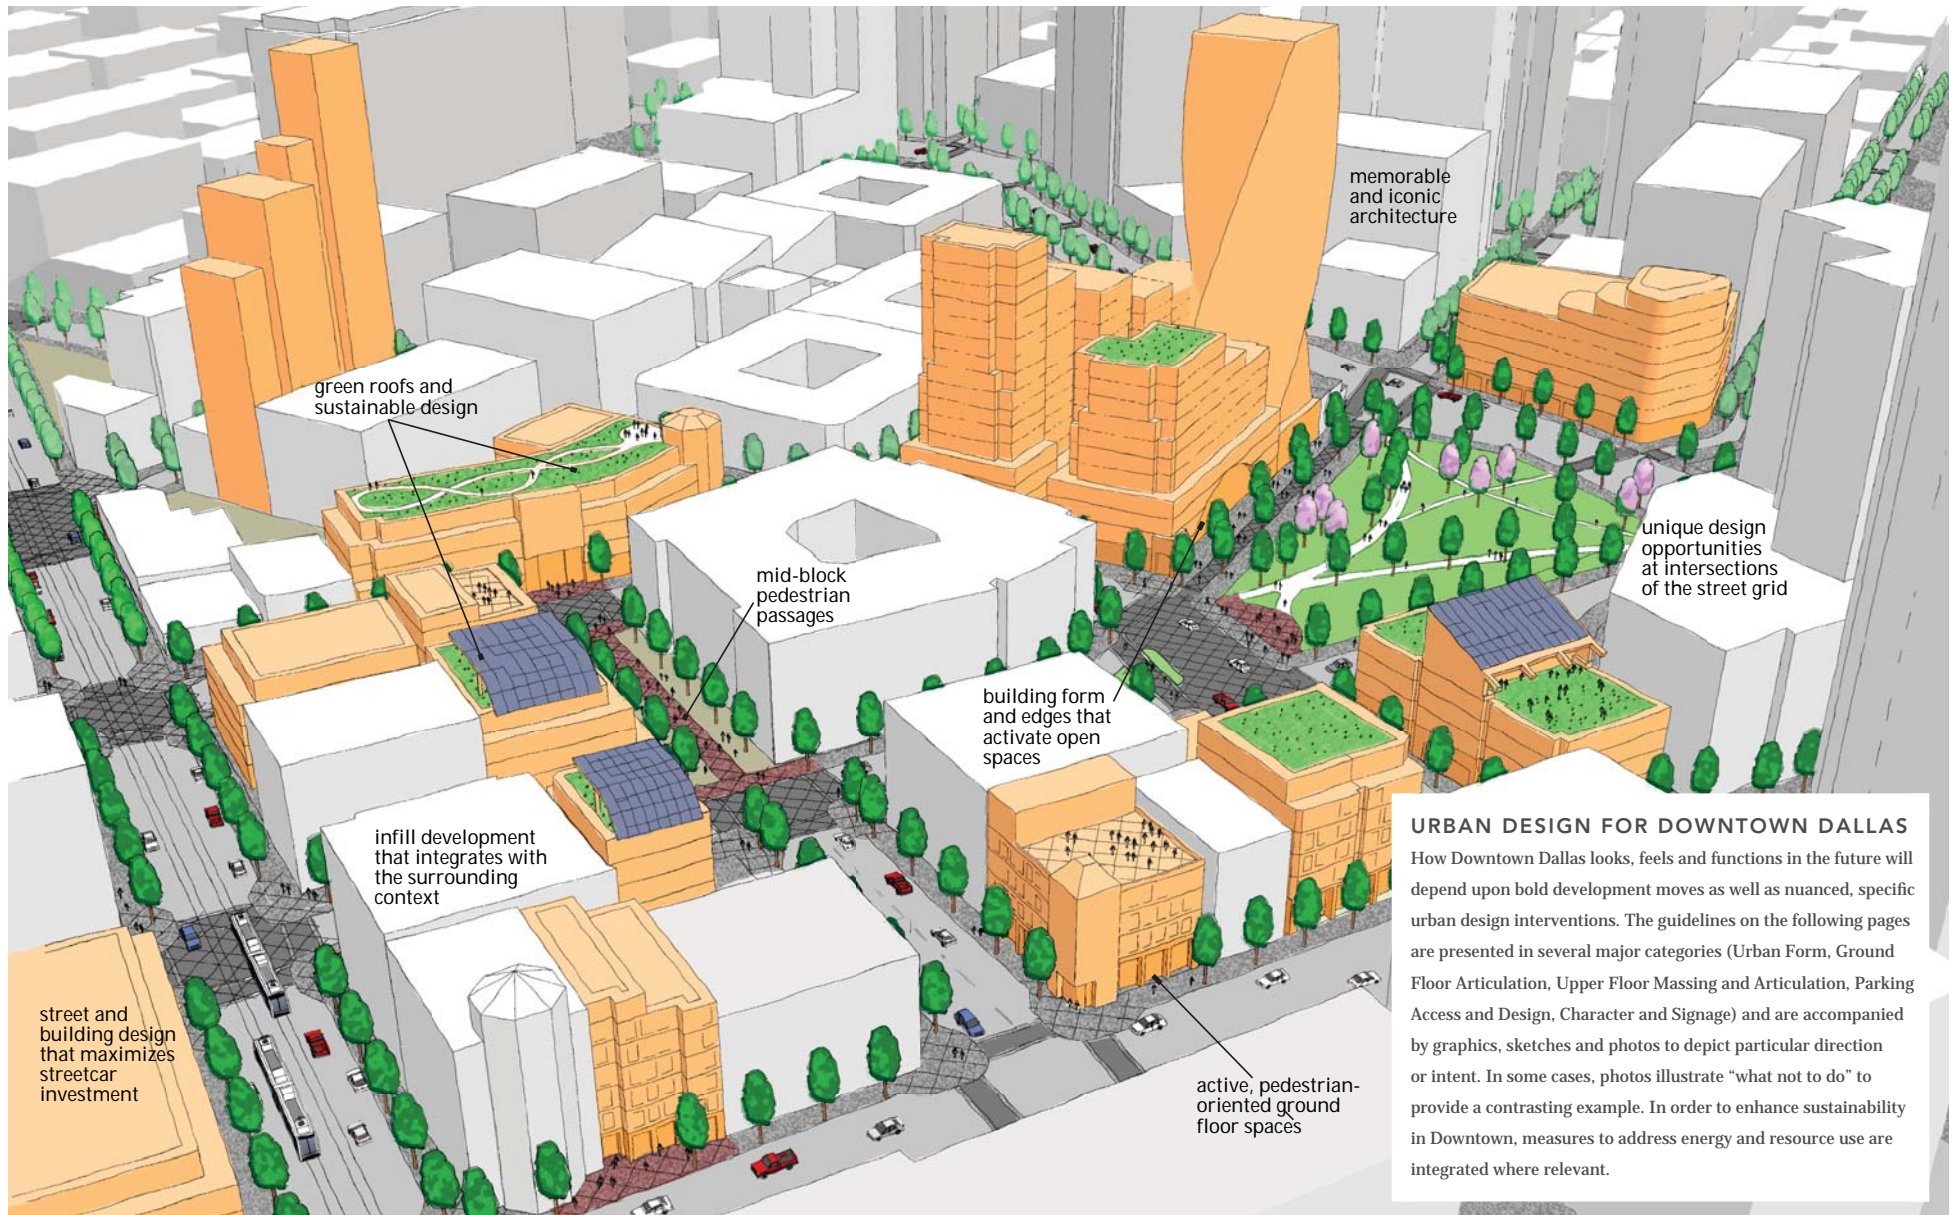 memorable
and iconic
architecture
green roofs and
sustainable design
mid-block
pedestrian
passages
unique design
opportunities
at intersections
of the street grid
building form
and edges that
activate open
spaces
infill development
that integrates with
the surrounding
context
street and
building design
that maximizes
streetcar
investment
active, pedestrian-
oriented ground
floor spaces
URBAN DESIGN FOR DOWNTOWN DALLAS
How Downtown Dallas looks, feels and functions in the future will
depend upon bold development moves as well as nuanced, specific
urban design interventions. The guidelines on the following pages
are presented in several major categories (Urban Form, Ground
Floor Articulation, Upper Floor Massing and Articulation, Parking
Access and Design, Character and Signage) and are accompanied
by graphics, sketches and photos to depict particular direction
or intent. In some cases, photos illustrate “what not to do” to
provide a contrasting example. In order to enhance sustainability
in Downtown, measures to address energy and resource use are
integrated where relevant.